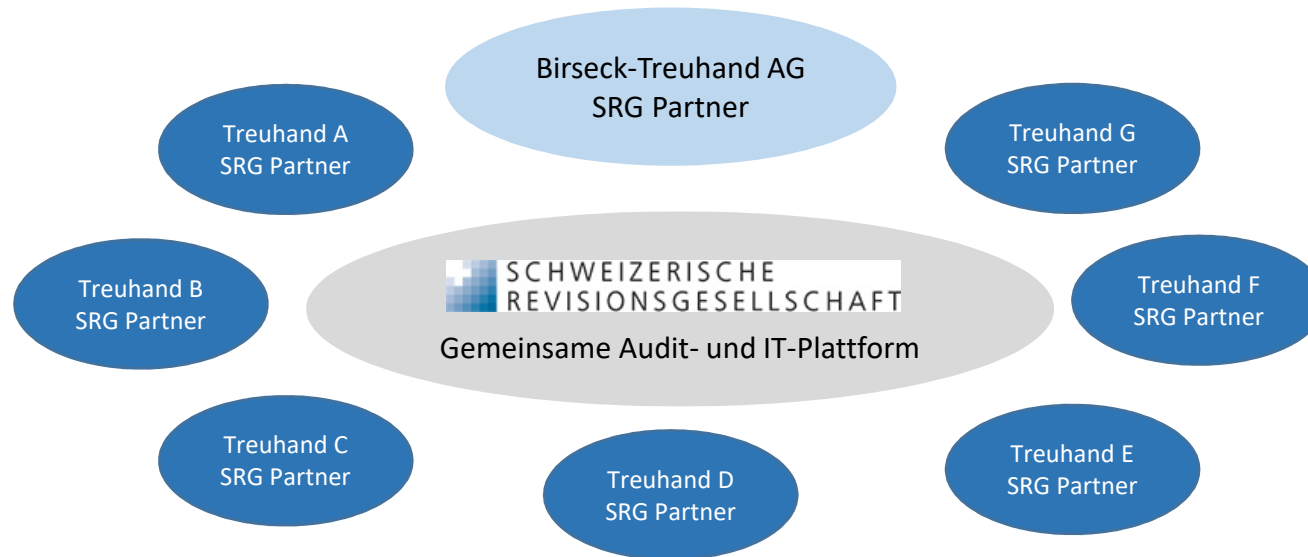 Birseck-Treuhand AG
SRG Partner
Treuhand A
SRG Partner
Treuhand G
SRG Partner
Treuhand B
SRG Partner
SCHWEIZERISCHE
REVISIONSGESELLSCHAFT
Gemeinsame Audit- und IT-Plattform
Treuhand F
SRG Partner
Treuhand C
SRG Partner
Treuhand D
SRG Partner
Treuhand E
SRG Partner